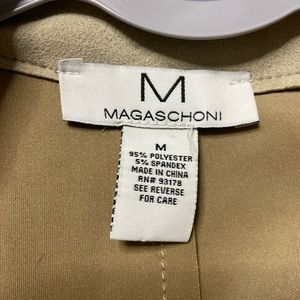 M
MAGASCHONI
M
95% POLYESTER
5% SPANDEX
MADE IN CHINA
RN# 93178
SEE REVERSE
FOR CARE